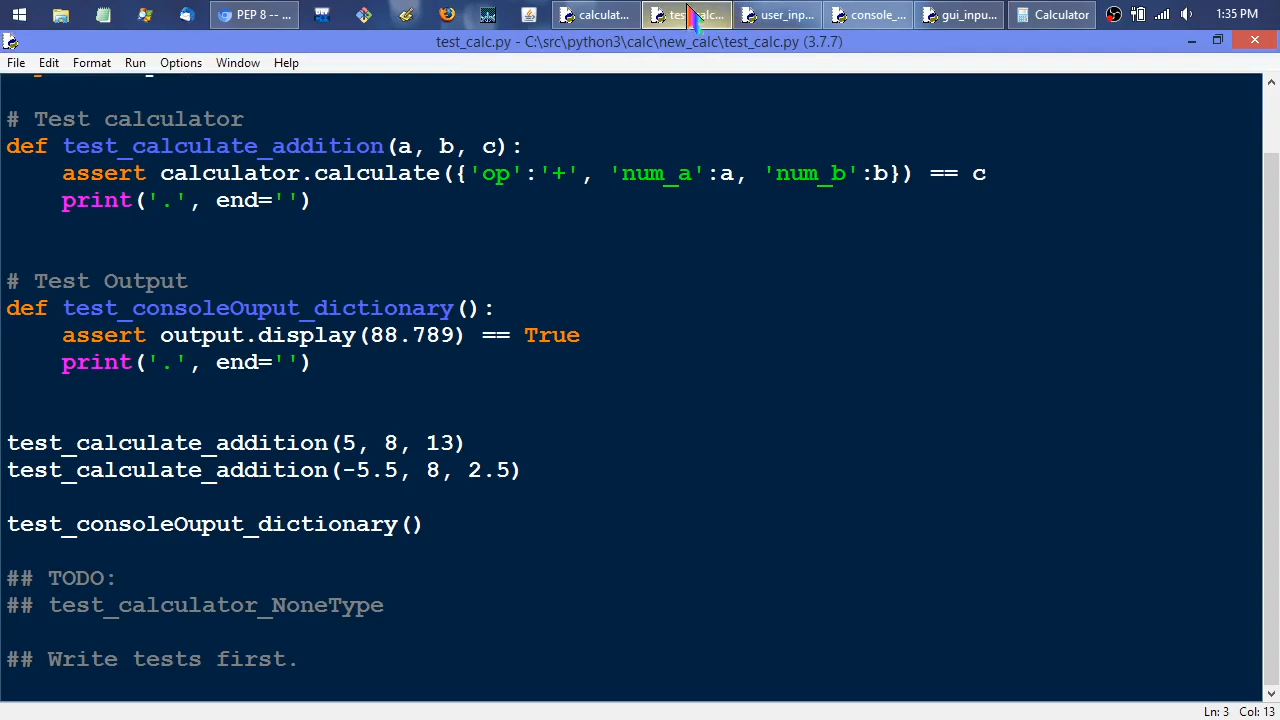 PEP 8 -- ...
calculat...
test_calc...
user_inp...
console_...
gui_inpu...
Calculator
1:35 PM
test_calc.py - C:\src\python3\calc\new_calc\test_calc.py (3.7.7)
File Edit Format Run Options Window Help
# Test calculator
def test_calculate_addition(a, b, c):
    assert calculator.calculate({'op':'+', 'num_a':a, 'num_b':b}) == c
    print('.', end='')
# Test Output
def test_consoleOuput_dictionary():
    assert output.display(88.789) == True
    print('.', end='')
test_calculate_addition(5, 8, 13)
test_calculate_addition(-5.5, 8, 2.5)
test_consoleOuput_dictionary()
## TODO:
## test_calculator_NoneType
## Write tests first.
Ln: 3 Col: 13